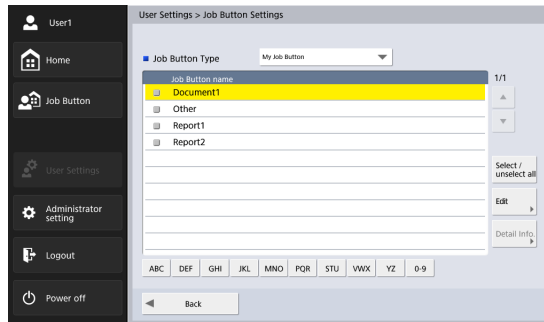 User1
Home
Job Button
User Settings
Administrator
setting
Logout
Power off
User Settings > Job Button Settings
Job Button Type
My Job Button
Job Button name
1/1
Document1
Other
Report1
Report2
Select /
unselect all
Edit
Detail Info.
ABC DEF GHI JKL MNO PQR STU VWX YZ 0-9
Back